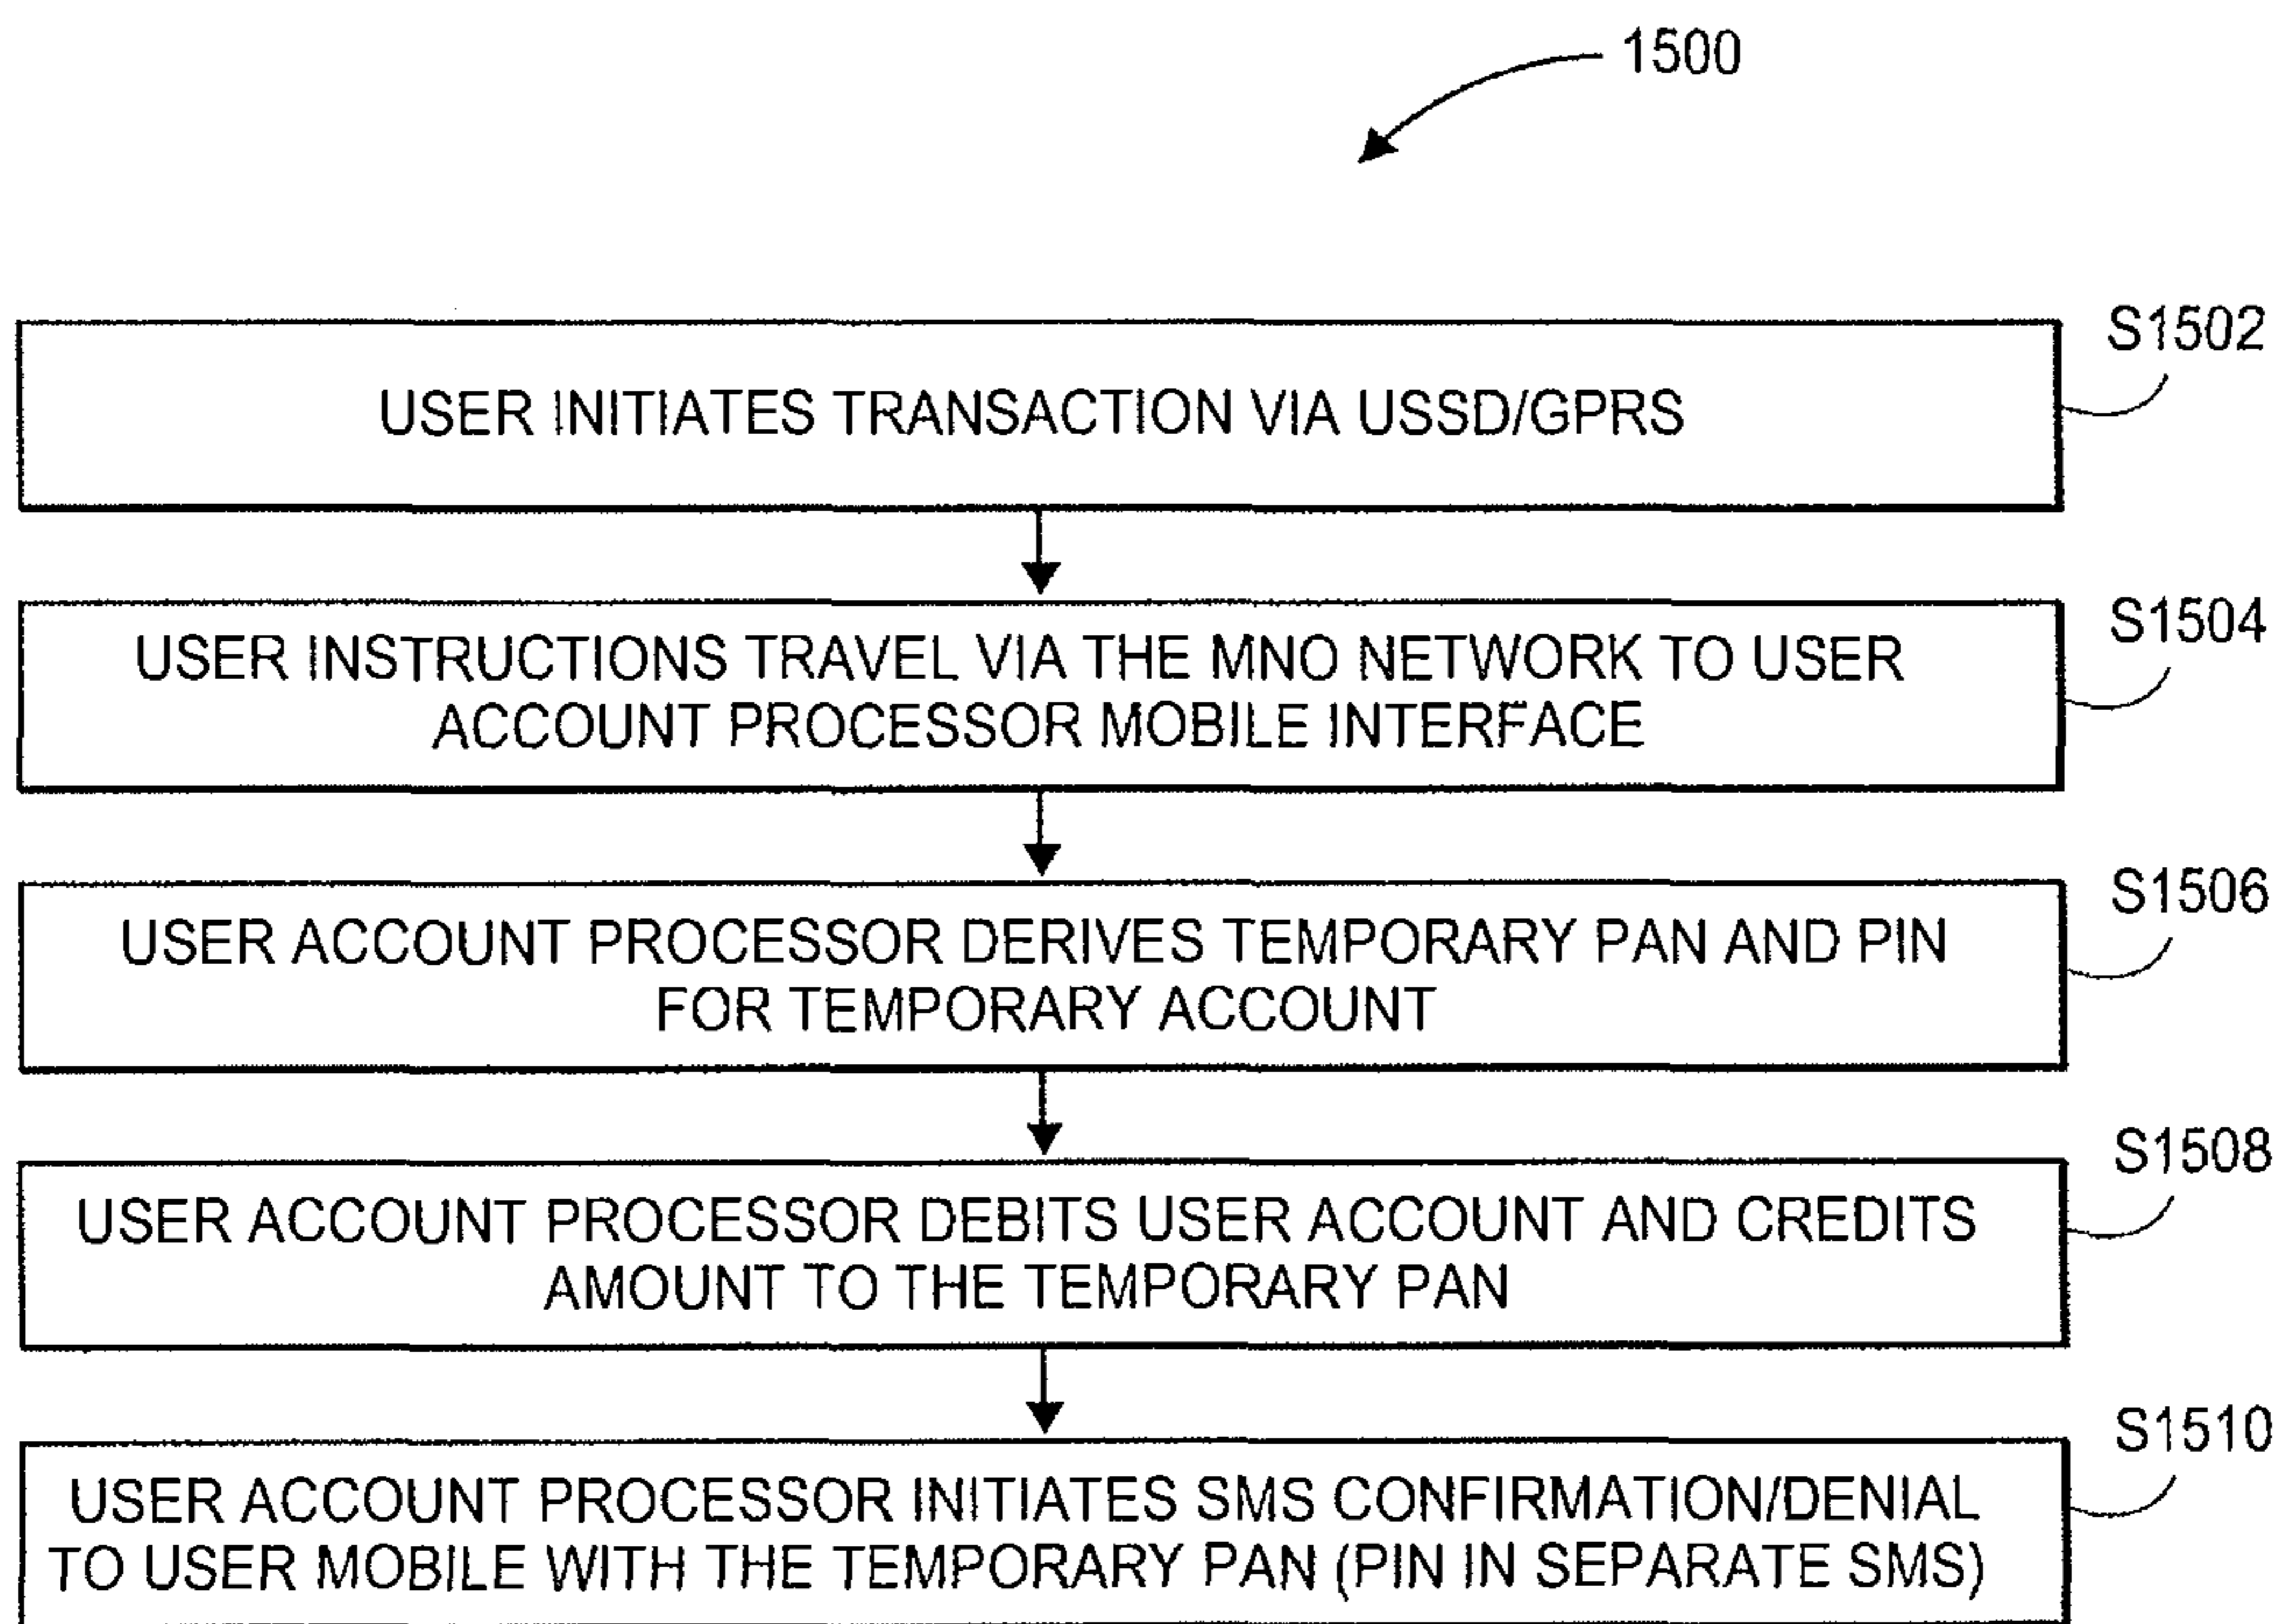 1500
S1502
USER INITIATES TRANSACTION VIA USSD/GPRS
S1504
USER INSTRUCTIONS TRAVEL VIA THE MNO NETWORK TO USER
ACCOUNT PROCESSOR MOBILE INTERFACE
S1506
USER ACCOUNT PROCESSOR DERIVES TEMPORARY PAN AND PIN
FOR TEMPORARY ACCOUNT
S1508
USER ACCOUNT PROCESSOR DEBITS USER ACCOUNT AND CREDITS
AMOUNT TO THE TEMPORARY PAN
S1510
USER ACCOUNT PROCESSOR INITIATES SMS CONFIRMATION/DENIAL
TO USER MOBILE WITH THE TEMPORARY PAN (PIN IN SEPARATE SMS)